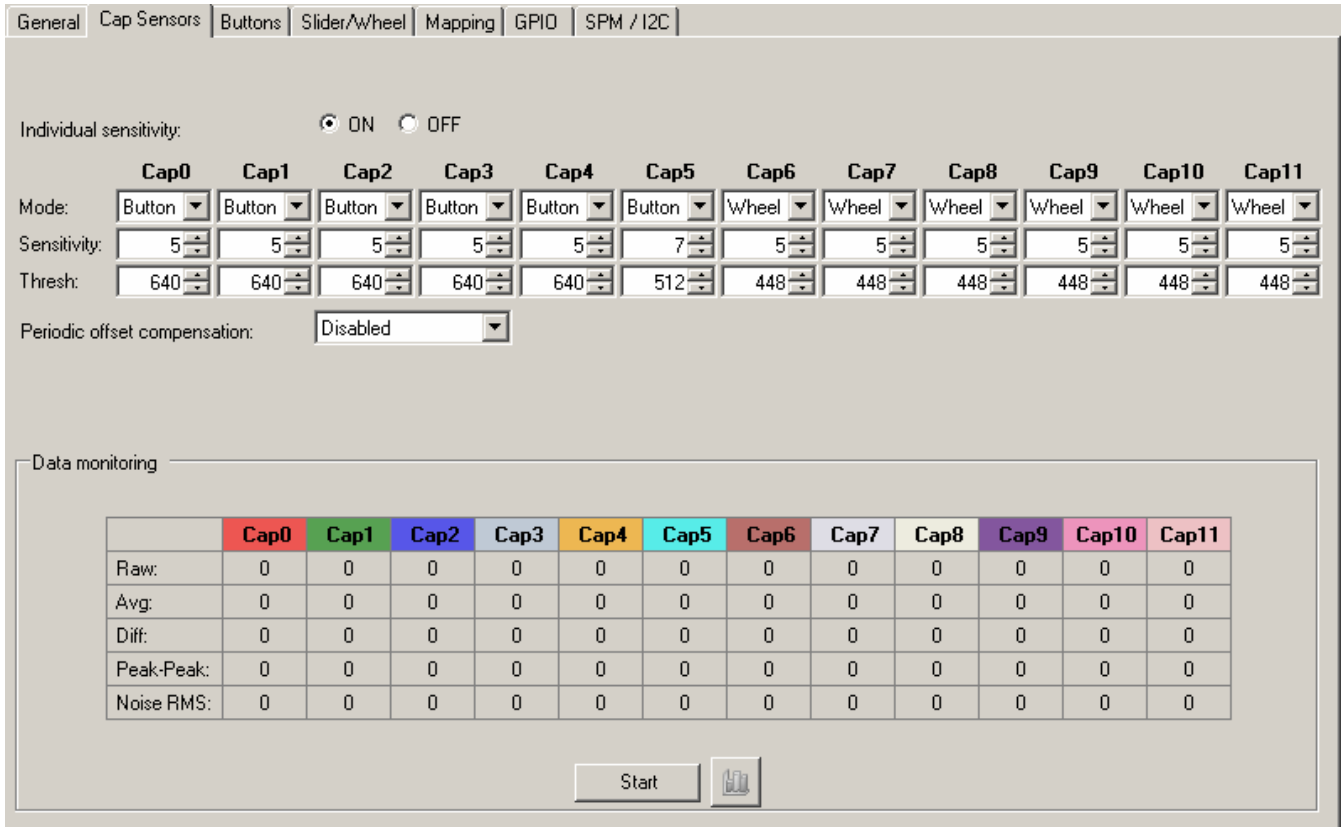 General Cap Sensors Buttons Slider/Wheel Mapping GPIO SPM / I2C
Individual sensitivity: ON OFF
Cap0 Cap1 Cap2 Cap3 Cap4 Cap5 Cap6 Cap7 Cap8 Cap9 Cap10 Cap11
Mode: Button Button Button Button Button Button Wheel Wheel Wheel Wheel Wheel Wheel
Sensitivity: 5 5 5 5 5 7 5 5 5 5 5 5
Thresh: 640 640 640 640 640 512 448 448 448 448 448 448
Periodic offset compensation: Disabled
Data monitoring
Cap0 Cap1 Cap2 Cap3 Cap4 Cap5 Cap6 Cap7 Cap8 Cap9 Cap10 Cap11
Raw: 0 0 0 0 0 0 0 0 0 0 0 0
Avg: 0 0 0 0 0 0 0 0 0 0 0 0
Diff: 0 0 0 0 0 0 0 0 0 0 0 0
Peak-Peak: 0 0 0 0 0 0 0 0 0 0 0 0
Noise RMS: 0 0 0 0 0 0 0 0 0 0 0 0
Start